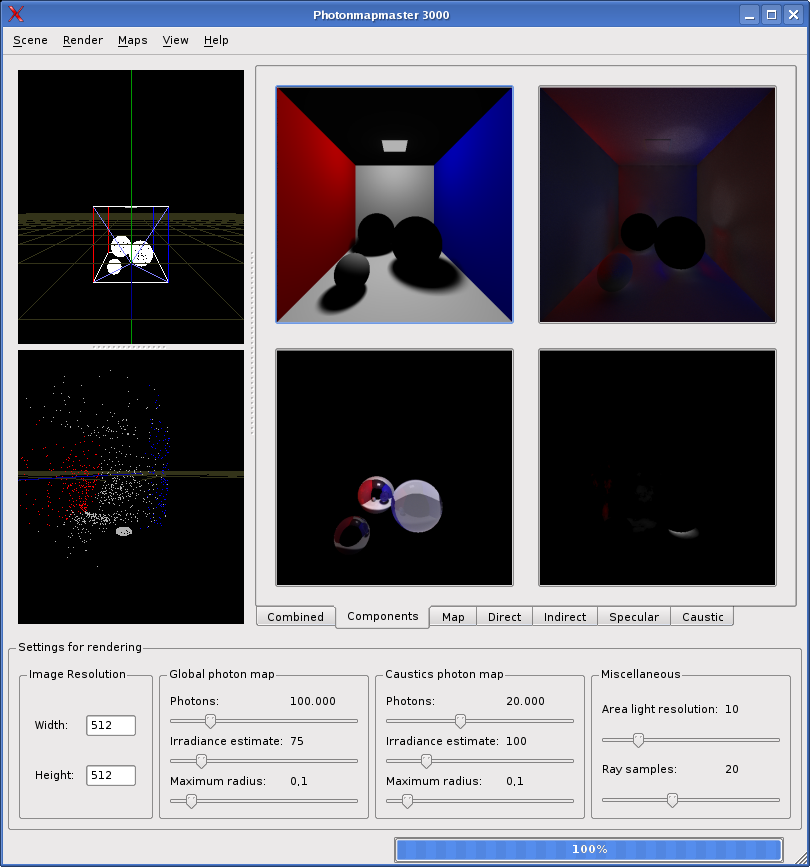 Photonmapmaster 3000
Scene Render Maps View Help
Combined Components Map Direct Indirect Specular Caustic
Settings for rendering
Image Resolution
Width: 512
Height: 512
Global photon map
Photons: 100.000
Irradiance estimate: 75
Maximum radius: 0,1
Caustics photon map
Photons: 20.000
Irradiance estimate: 100
Maximum radius: 0,1
Miscellaneous
Area light resolution: 10
Ray samples: 20
100%